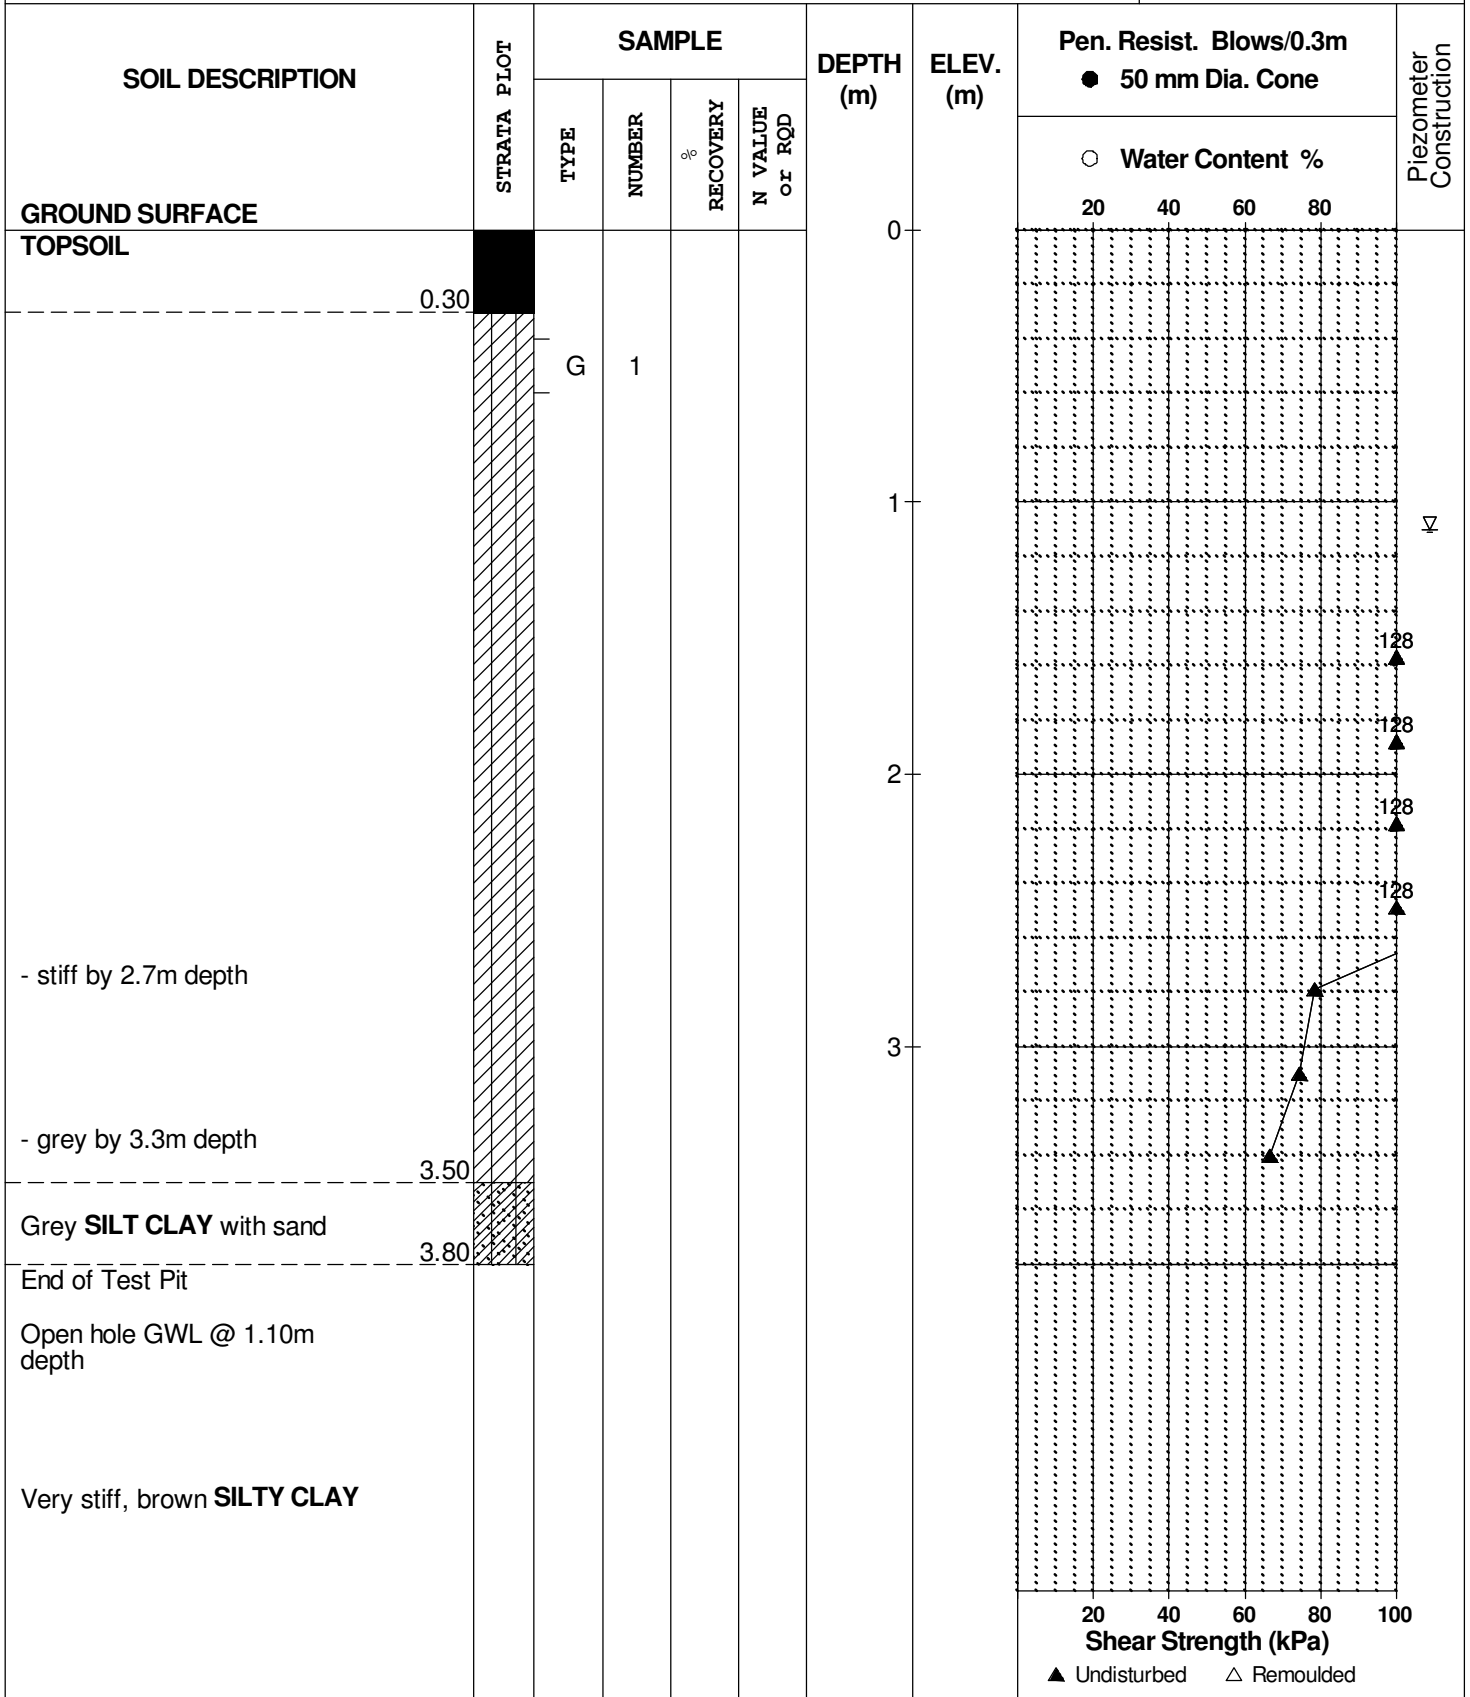 SOIL DESCRIPTION
STRATA PLOT
SAMPLE
TYPE
NUMBER
%
RECOVERY
N VALUE
or RQD
DEPTH
(m)
ELEV.
(m)
Pen. Resist. Blows/0.3m
● 50 mm Dia. Cone
○ Water Content %
Piezometer
Construction
20 40 60 80
GROUND SURFACE
TOPSOIL
0
0.30
G 1
1
128
128
2
128
128
- stiff by 2.7m depth
3
- grey by 3.3m depth
3.50
Grey SILT CLAY with sand
3.80
End of Test Pit
Open hole GWL @ 1.10m
depth
Very stiff, brown SILTY CLAY
20 40 60 80 100
Shear Strength (kPa)
▲ Undisturbed △ Remoulded